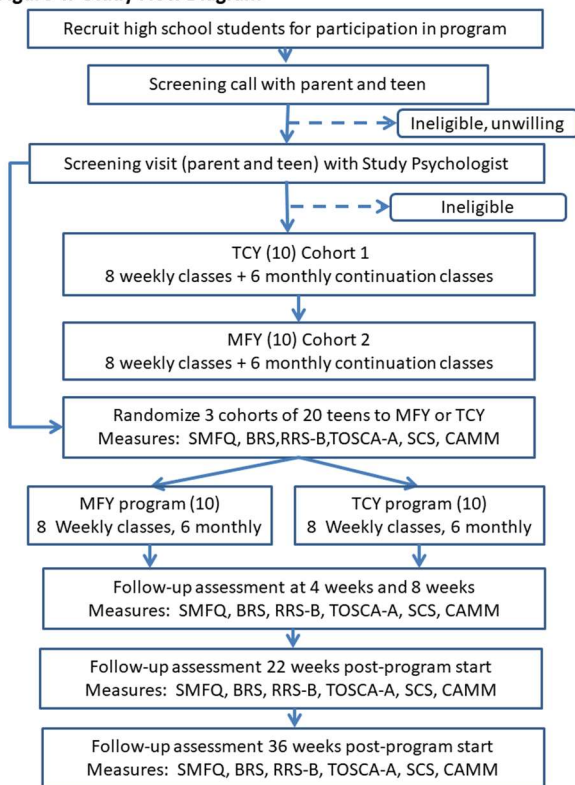 Recruit high school students for participation in program
Screening call with parent and teen
Ineligible, unwilling
Screening visit (parent and teen) with Study Psychologist
Ineligible
TCY (10) Cohort 1
8 weekly classes + 6 monthly continuation classes
MFY (10) Cohort 2
8 weekly classes + 6 monthly continuation classes
Randomize 3 cohorts of 20 teens to MFY or TCY
Measures: SMFQ, BRS,RRS-B,TOSCA-A, SCS, CAMM
MFY program (10)
8 Weekly classes, 6 monthly
TCY program (10)
8 Weekly classes, 6 monthly
Follow-up assessment at 4 weeks and 8 weeks
Measures: SMFQ, BRS, RRS-B, TOSCA-A, SCS, CAMM
Follow-up assessment 22 weeks post-program start
Measures: SMFQ, BRS, RRS-B, TOSCA-A, SCS, CAMM
Follow-up assessment 36 weeks post-program start
Measures: SMFQ, BRS, RRS-B, TOSCA-A, SCS, CAMM